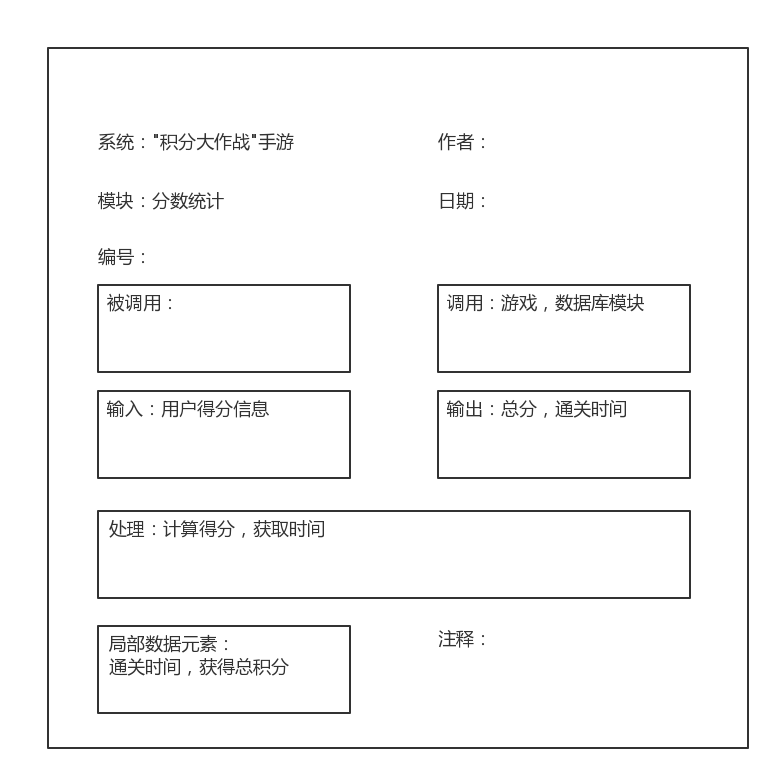 系统："积分大作战"手游
作者：
模块：分数统计
日期：
编号：
被调用：
调用：游戏，数据库模块
输入：用户得分信息
输出：总分，通关时间
处理：计算得分，获取时间
局部数据元素：
通关时间，获得总积分
注释：